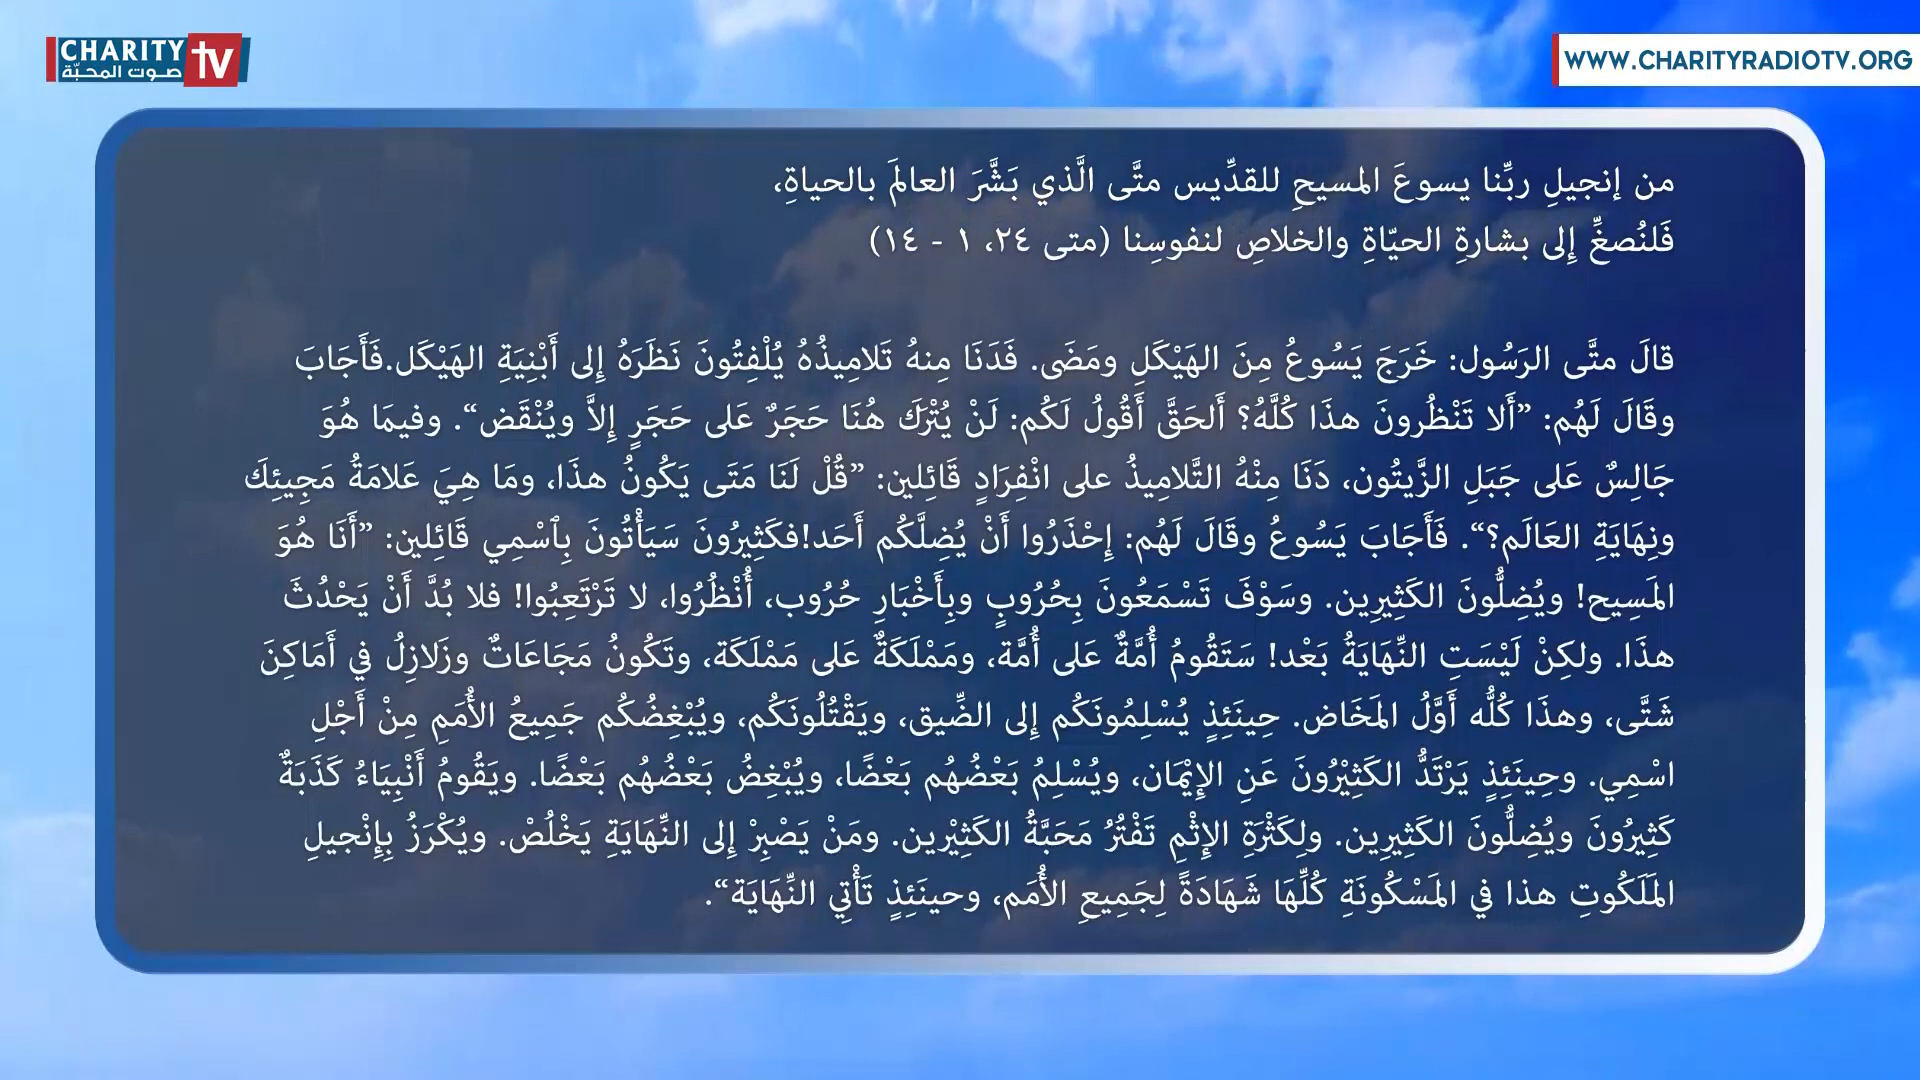 CHARITY tv
صوت المحبّة
WWW.CHARITYRADIOTV.ORG
من إنجيلِ ربِّنا يسوعَ المسيحِ للقدِّيس متَّى الَّذي بَشَّرَ العالمَ بالحياةِ،
فَلنُصغِّ إِلى بشارةِ الحيّاةِ والخلاصِ لنفوسِنا (متى ٢٤، ١ - ١٤)
قالَ متَّى الرَسُول: خَرَجَ يَسُوعُ مِنَ الهَيْكَلِ ومَضَى. فَدَنَا مِنهُ تَلامِيذُهُ يُلْفِتُونَ نَظَرَهُ إِلى أَبْنِيَةِ الهَيْكَل.فَأَجَابَ
وقَالَ لَهُم: ”أَلا تَنْظُرونَ هذَا كُلَّهُ؟ أَلحَقَّ أَقُولُ لَكُم: لَنْ يُتْرَكَ هُنَا حَجَرٌ عَلى حَجَرٍ إِلاَّ ويُنْقَض“. وفيمَا هُوَ
جَالِسٌ عَلى جَبَلِ الزَّيتُون، دَنَا مِنْهُ التَّلامِيذُ على انْفِرَادٍ قَائِلين: ”قُلْ لَنَا مَتَى يَكُونُ هذَا، ومَا هِيَ عَلامَةُ مَجِيئِكَ
ونِهَايَةِ العَالَم؟“. فَأَجَابَ يَسُوعُ وقَالَ لَهُم: إِحْذَرُوا أَنْ يُضِلَّكُم أَحَد!فكَثِيرُونَ سَيَأْتُونَ بِٱسْمِي قَائِلين: ”أَنَا هُوَ
المَسِيح! ويُضِلُّونَ الكَثِيرِين. وسَوْفَ تَسْمَعُونَ بِحُرُوبٍ وبِأَخْبَارِ حُرُوب، أُنْظُرُوا، لا تَرْتَعِبُوا! فلا بُدَّ أَنْ يَحْدُثَ
هذَا. ولكِنْ لَيْسَتِ النِّهَايَةُ بَعْد! سَتَقُومُ أُمَّةٌ عَلى أُمَّة، ومَمْلَكَةٌ عَلى مَمْلَكَة، وتَكُونُ مَجَاعَاتٌ وزَلازِلُ في أَمَاكِنَ
شَتَّى، وهذَا كُلُّه أَوَّلُ المَخَاض. حِينَئِذٍ يُسْلِمُونَكُم إِلى الضِّيق، ويَقْتُلُونَكُم، ويُبْغِضُكُم جَمِيعُ الأُمَمِ مِنْ أَجْلِ
اسْمِي. وحِينَئِذٍ يَرْتَدُّ الكَثِيْرُونَ عَنِ الإِيْمَان، ويُسْلِمُ بَعْضُهُم بَعْضًا، ويُبْغِضُ بَعْضُهُم بَعْضًا. ويَقُومُ أَنْبِيَاءُ كَذَبَةٌ
كَثِيرُونَ ويُضِلُّونَ الكَثِيرِين. ولِكَثْرَةِ الإِثْمِ تَفْتُرُ مَحَبَّةُ الكَثِيْرين. ومَنْ يَصْبِرْ إِلى النِّهَايَةِ يَخْلُصْ. ويُكْرَزُ بِإِنْجيلِ
المَلَكُوتِ هذا في المَسْكُونَةِ كُلِّهَا شَهَادَةً لِجَمِيعِ الأُمَم، وحينَئِذٍ تَأْتِي النِّهَايَة“.